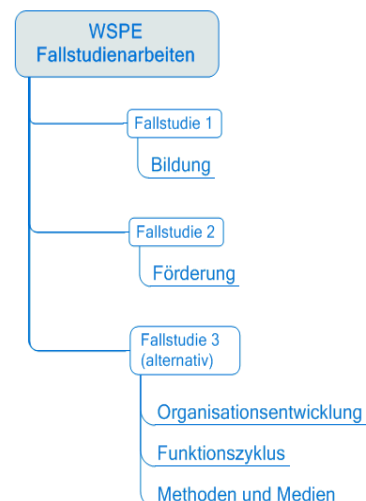 WSPE
Fallstudienarbeiten
Fallstudie 1
Bildung
Fallstudie 2
Förderung
Fallstudie 3
(alternativ)
Organisationsentwicklung
Funktionszyklus
Methoden und Medien